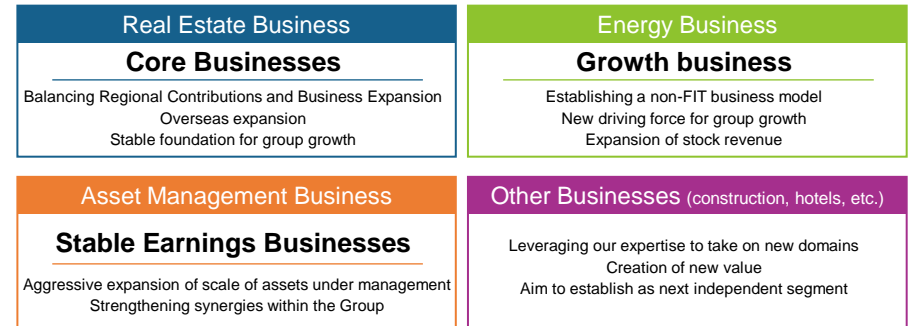 Real Estate Business
Core Businesses
Balancing Regional Contributions and Business Expansion
Overseas expansion
Stable foundation for group growth
Energy Business
Growth business
Establishing a non-FIT business model
New driving force for group growth
Expansion of stock revenue
Asset Management Business
Stable Earnings Businesses
Aggressive expansion of scale of assets under management
Strengthening synergies within the Group
Other Businesses (construction, hotels, etc.)
Leveraging our expertise to take on new domains
Creation of new value
Aim to establish as next independent segment